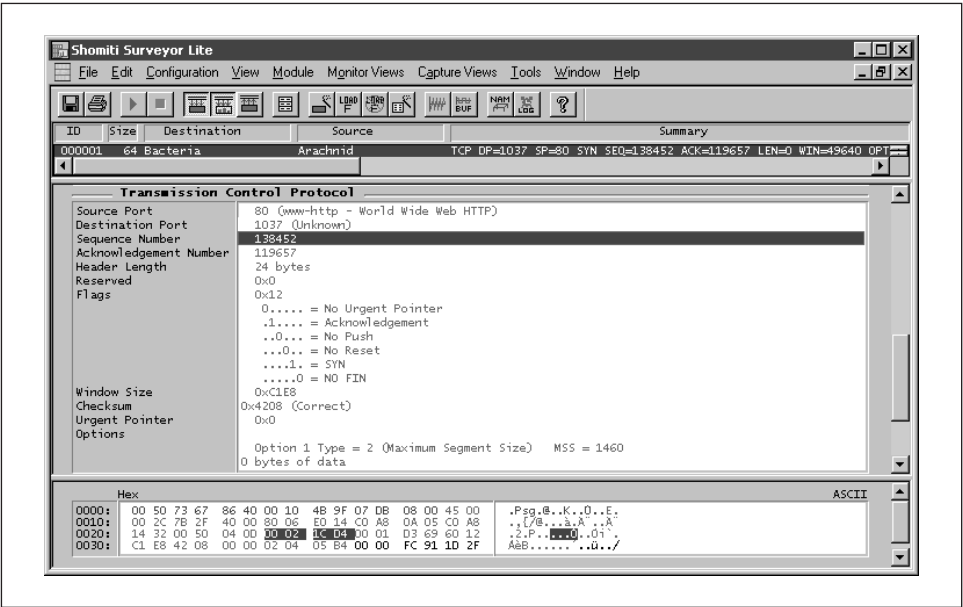 Shomiti Surveyor Lite
File Edit Configuration View Module Monitor Views Capture Views Tools Window Help
ID Size Destination Source Summary
000001 64 Bacteria Arachnid TCP DP=1037 SP=80 SYN SEQ=138452 ACK=119657 LEN=0 WIN=49640 OPT
Transmission Control Protocol
Source Port 80 (www-http - World Wide Web HTTP)
Destination Port 1037 (Unknown)
Sequence Number 138452
Acknowledgement Number 119657
Header Length 24 bytes
Reserved 0x0
Flags 0x12
0..... = No Urgent Pointer
.1.... = Acknowledgement
..0... = No Push
...0.. = No Reset
....1. = SYN
.....0 = NO FIN
Window Size 0xC1E8
Checksum 0x4208 (Correct)
Urgent Pointer 0x0
Options
Option 1 Type = 2 (Maximum Segment Size) MSS = 1460
0 bytes of data
Hex ASCII
0000: 00 50 73 67 86 40 00 10 4B 9F 07 DB 08 00 45 00 .Psg.@..K..O..E.
0010: 00 2C 7B 2F 40 00 80 06 E0 14 C0 A8 0A 05 C0 A8 .,{/@...à.À¨..À¨
0020: 14 32 00 50 04 0D 00 02 1C D4 00 01 D3 69 60 12 .2.P.....O..Oi`.
0030: C1 E8 42 08 00 00 02 04 05 B4 00 00 FC 91 1D 2F ÁèB......´..ü../